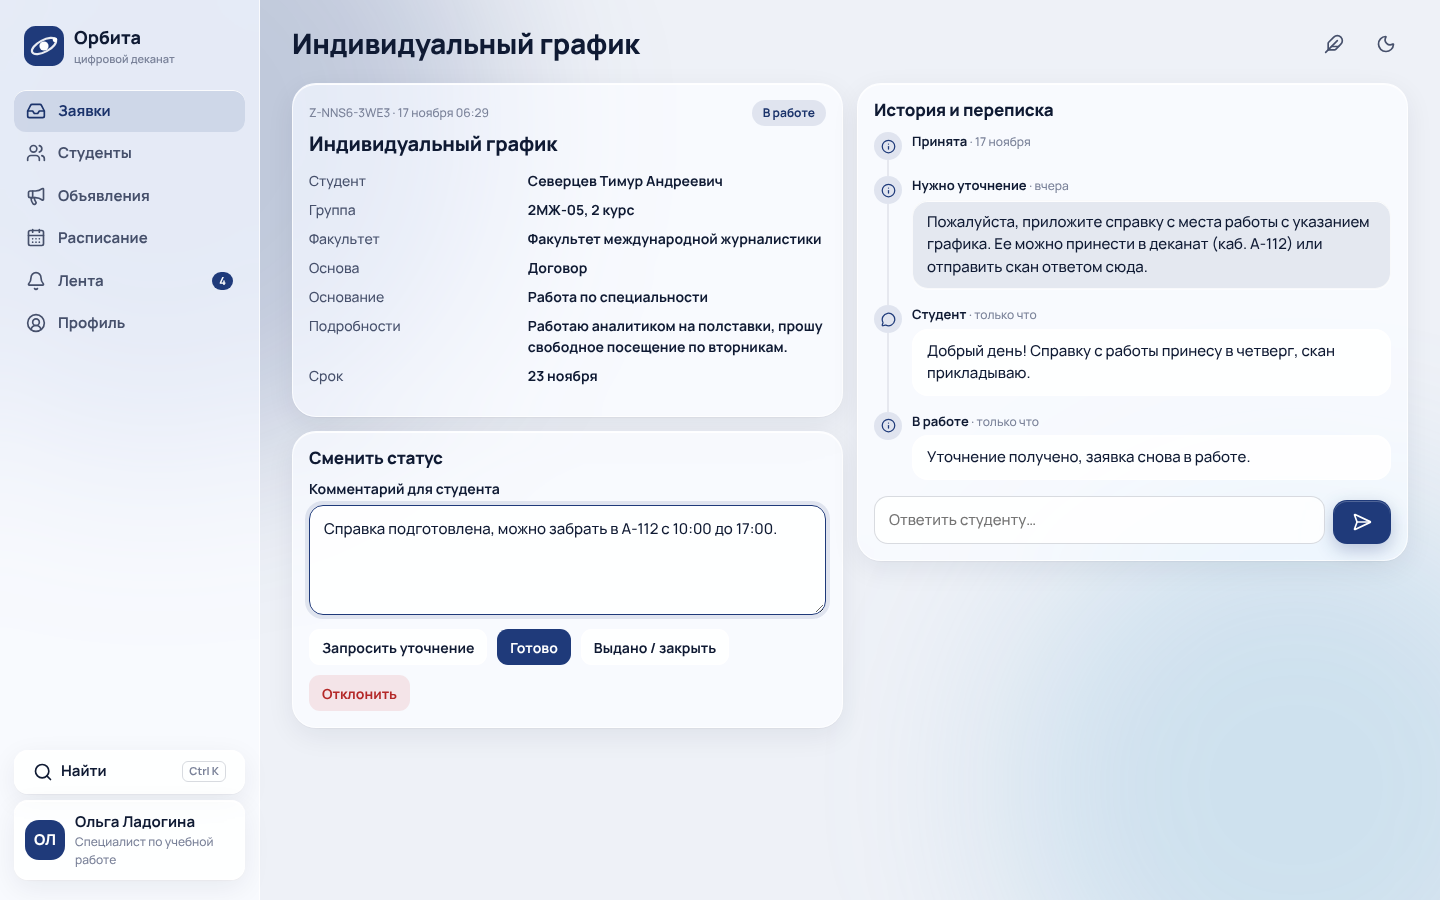 Орбита
цифровой деканат
Заявки
Студенты
Объявления
Расписание
Лента
4
Профиль
Найти
Ctrl K
ОЛ
Ольга Ладогина
Специалист по учебной
работе
Индивидуальный график
Z-NNS6-3WE3 · 17 ноября 06:29
В работе
Индивидуальный график
Студент
Северцев Тимур Андреевич
Группа
2МЖ-05, 2 курс
Факультет
Факультет международной журналистики
Основа
Договор
Основание
Работа по специальности
Подробности
Работаю аналитиком на полставки, прошу
свободное посещение по вторникам.
Срок
23 ноября
Сменить статус
Комментарий для студента
Справка подготовлена, можно забрать в А-112 с 10:00 до 17:00.
Запросить уточнение
Готово
Выдано / закрыть
Отклонить
История и переписка
Принята · 17 ноября
Нужно уточнение · вчера
Пожалуйста, приложите справку с места работы с указанием
графика. Ее можно принести в деканат (каб. А-112) или
отправить скан ответом сюда.
Студент · только что
Добрый день! Справку с работы принесу в четверг, скан
прикладываю.
В работе · только что
Уточнение получено, заявка снова в работе.
Ответить студенту...